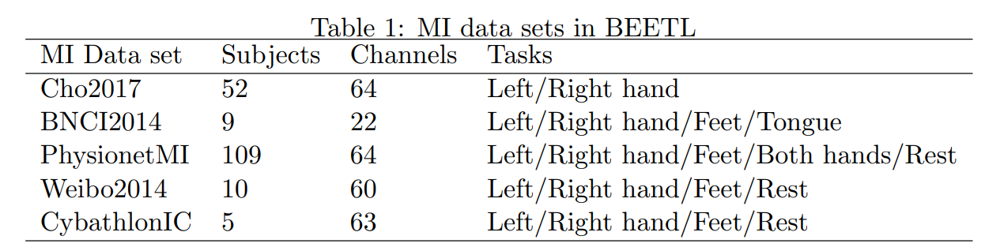 Table 1: MI data sets in BEETL
MI Data set Subjects Channels Tasks
Cho2017 52 64 Left/Right hand
BNCI2014 9 22 Left/Right hand/Feet/Tongue
PhysionetMI 109 64 Left/Right hand/Feet/Both hands/Rest
Weibo2014 10 60 Left/Right hand/Feet/Rest
CybathlonIC 5 63 Left/Right hand/Feet/Rest